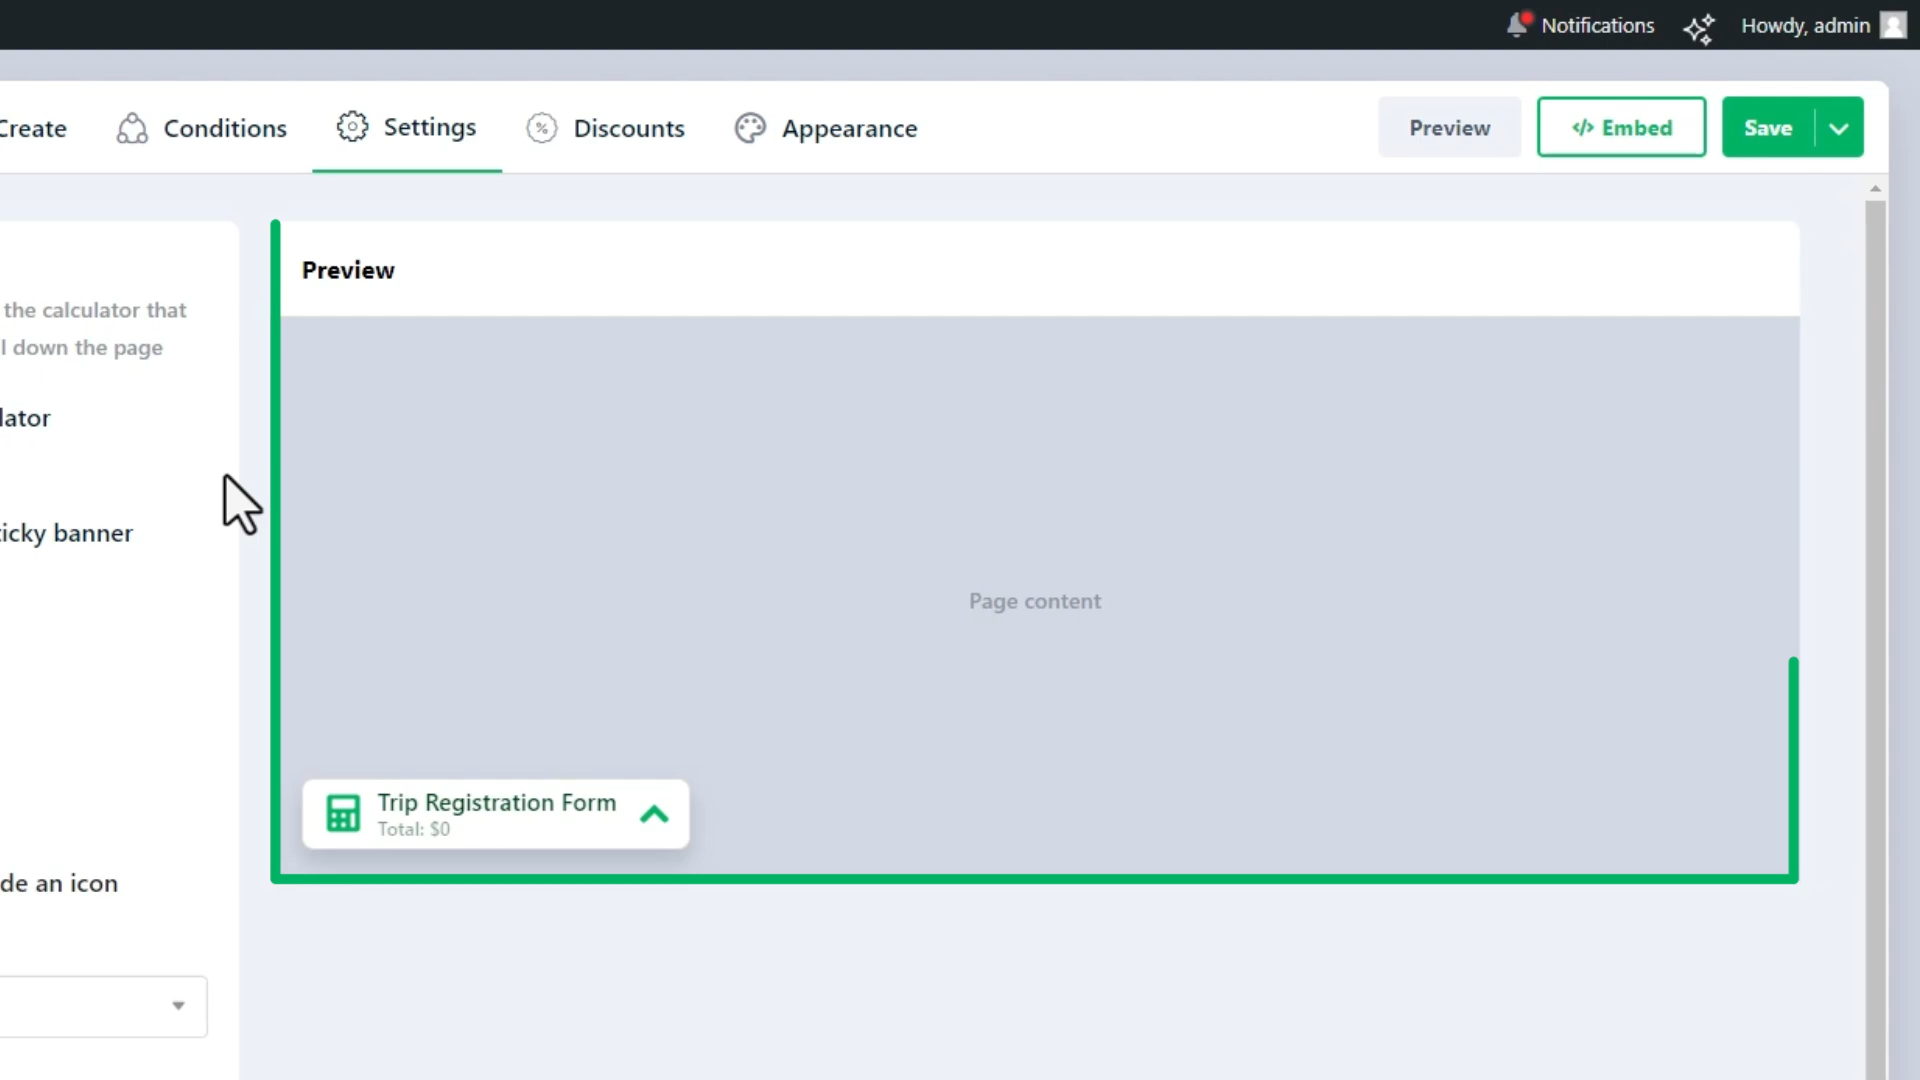 Notifications
Howdy, admin
Create
Conditions
Settings
Discounts
Appearance
Preview
</> Embed
Save
Preview
the calculator that
l down the page
lator
ticky banner
Page content
Trip Registration Form
Total: $0
de an icon